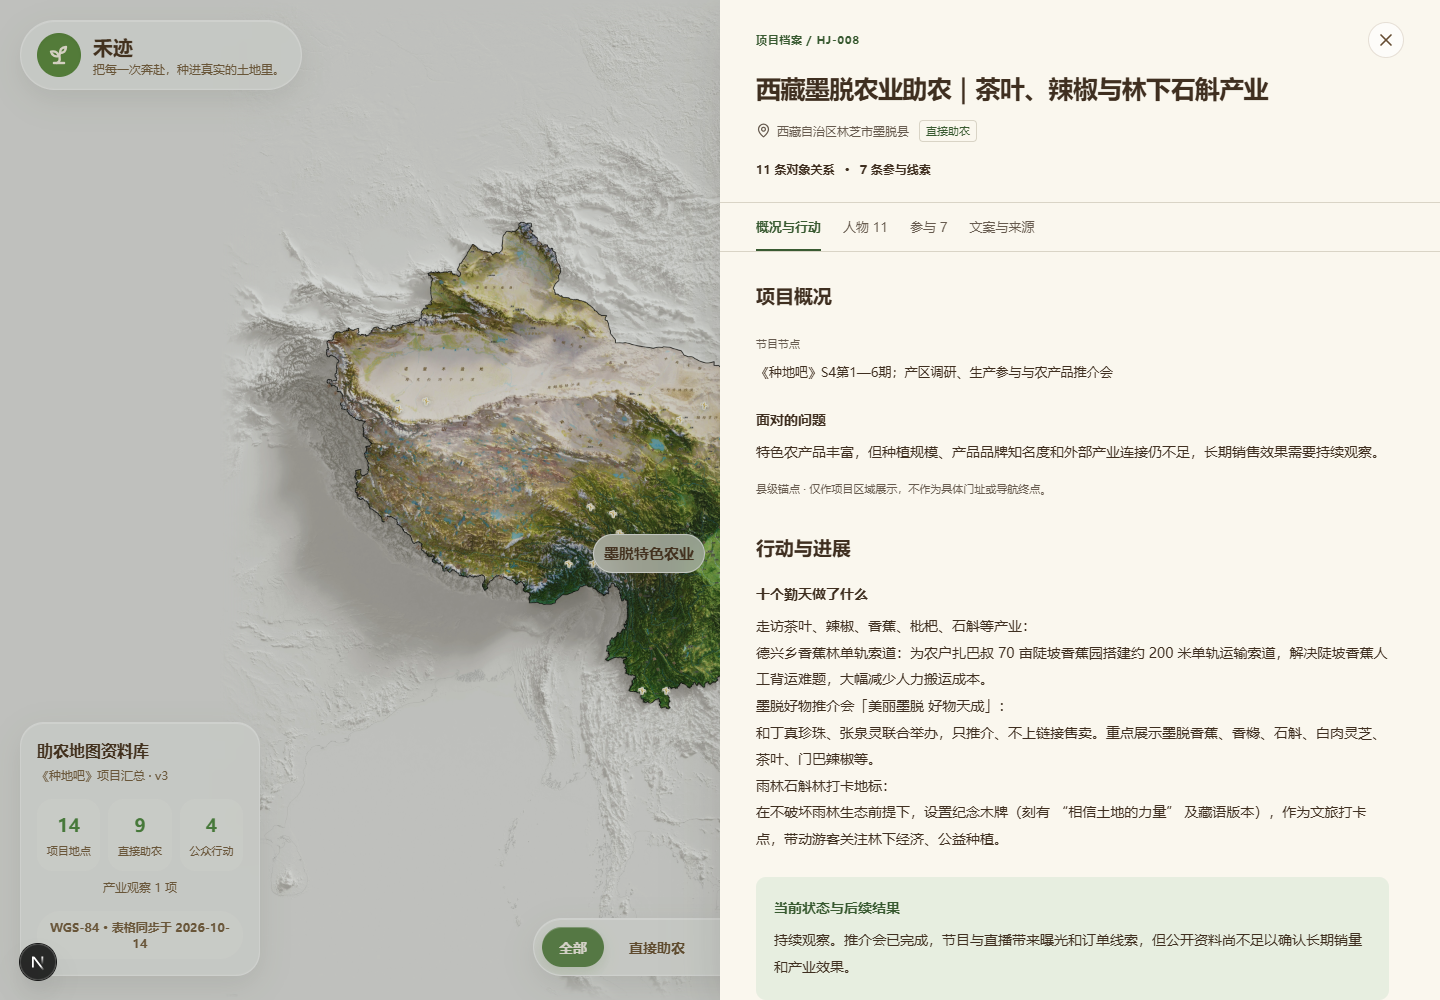 禾迹
把每一次奔赴，种进真实的土地里。
墨脱特色农业
助农地图资料库
《种地吧》项目汇总 · v3
14
项目地点
9
直接助农
4
公众行动
产业观察 1 项
WGS-84 • 表格同步于 2026-10-
14
N
全部
直接助农
项目档案 / HJ-008
西藏墨脱农业助农｜茶叶、辣椒与林下石斛产业
西藏自治区林芝市墨脱县
直接助农
11 条对象关系 • 7 条参与线索
概况与行动
人物 11
参与 7
文案与来源
项目概况
节目节点
《种地吧》S4第1—6期；产区调研、生产参与与农产品推介会
面对的问题
特色农产品丰富，但种植规模、产品品牌知名度和外部产业连接仍不足，长期销售效果需要持续观察。
县级锚点 · 仅作项目区域展示，不作为具体门址或导航终点。
行动与进展
十个勤天做了什么
走访茶叶、辣椒、香蕉、枇杷、石斛等产业：
德兴乡香蕉林单轨索道：为农户扎巴叔 70 亩陡坡香蕉园搭建约 200 米单轨运输索道，解决陡坡香蕉人
工背运难题，大幅减少人力搬运成本。
墨脱好物推介会「美丽墨脱 好物天成」：
和丁真珍珠、张泉灵联合举办，只推介、不上链接售卖。重点展示墨脱香蕉、香橼、石斛、白肉灵芝、
茶叶、门巴辣椒等。
雨林石斛林打卡地标：
在不破坏雨林生态前提下，设置纪念木牌（刻有 “相信土地的力量” 及藏语版本），作为文旅打卡
点，带动游客关注林下经济、公益种植。
当前状态与后续结果
持续观察。推介会已完成，节目与直播带来曝光和订单线索，但公开资料尚不足以确认长期销量
和产业效果。